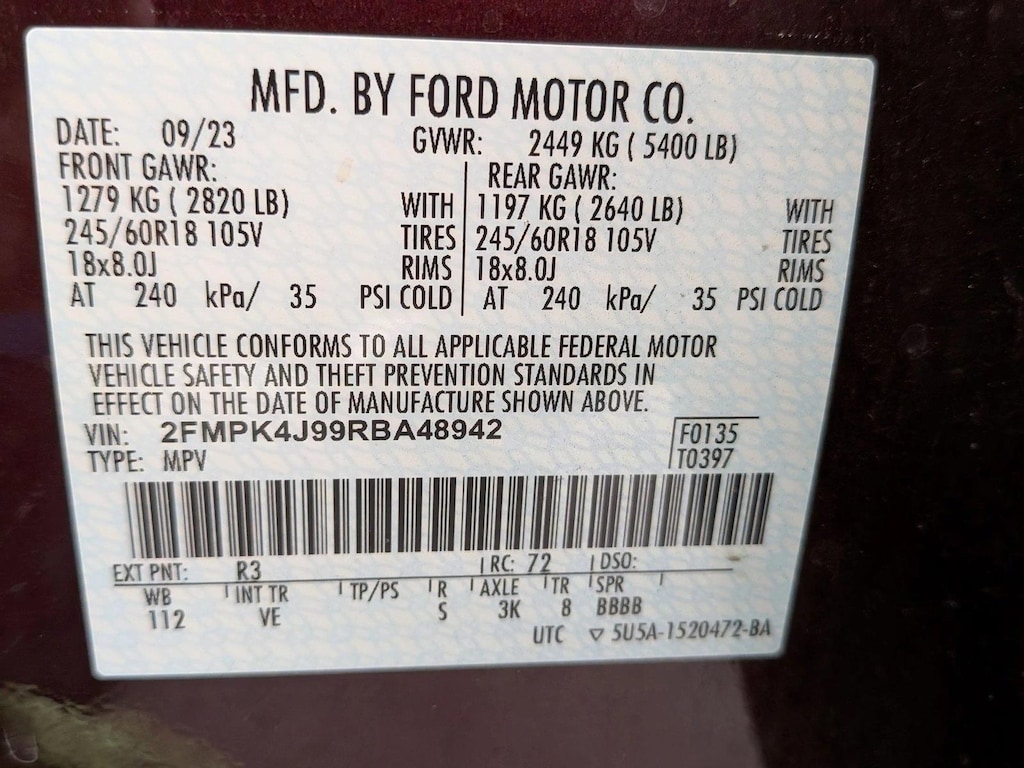 MFD. BY FORD MOTOR CO.
DATE: 09/23 GVWR: 2449 KG ( 5400 LB)
FRONT GAWR: REAR GAWR:
1279 KG ( 2820 LB) WITH 1197 KG ( 2640 LB) WITH
245/60R18 105V TIRES 245/60R18 105V TIRES
18x8.0J RIMS 18x8.0J RIMS
AT 240 kPa/ 35 PSI COLD AT 240 kPa/ 35 PSI COLD
THIS VEHICLE CONFORMS TO ALL APPLICABLE FEDERAL MOTOR
VEHICLE SAFETY AND THEFT PREVENTION STANDARDS IN
EFFECT ON THE DATE OF MANUFACTURE SHOWN ABOVE.
VIN: 2FMPK4J99RBA48942 F0135
TYPE: MPV T0397
EXT PNT: R3 RC: 72 DSO:
WB INT TR TP/PS R AXLE TR SPR
112 VE S 3K 8 BBBB
UTC ▽ 5U5A-1520472-BA